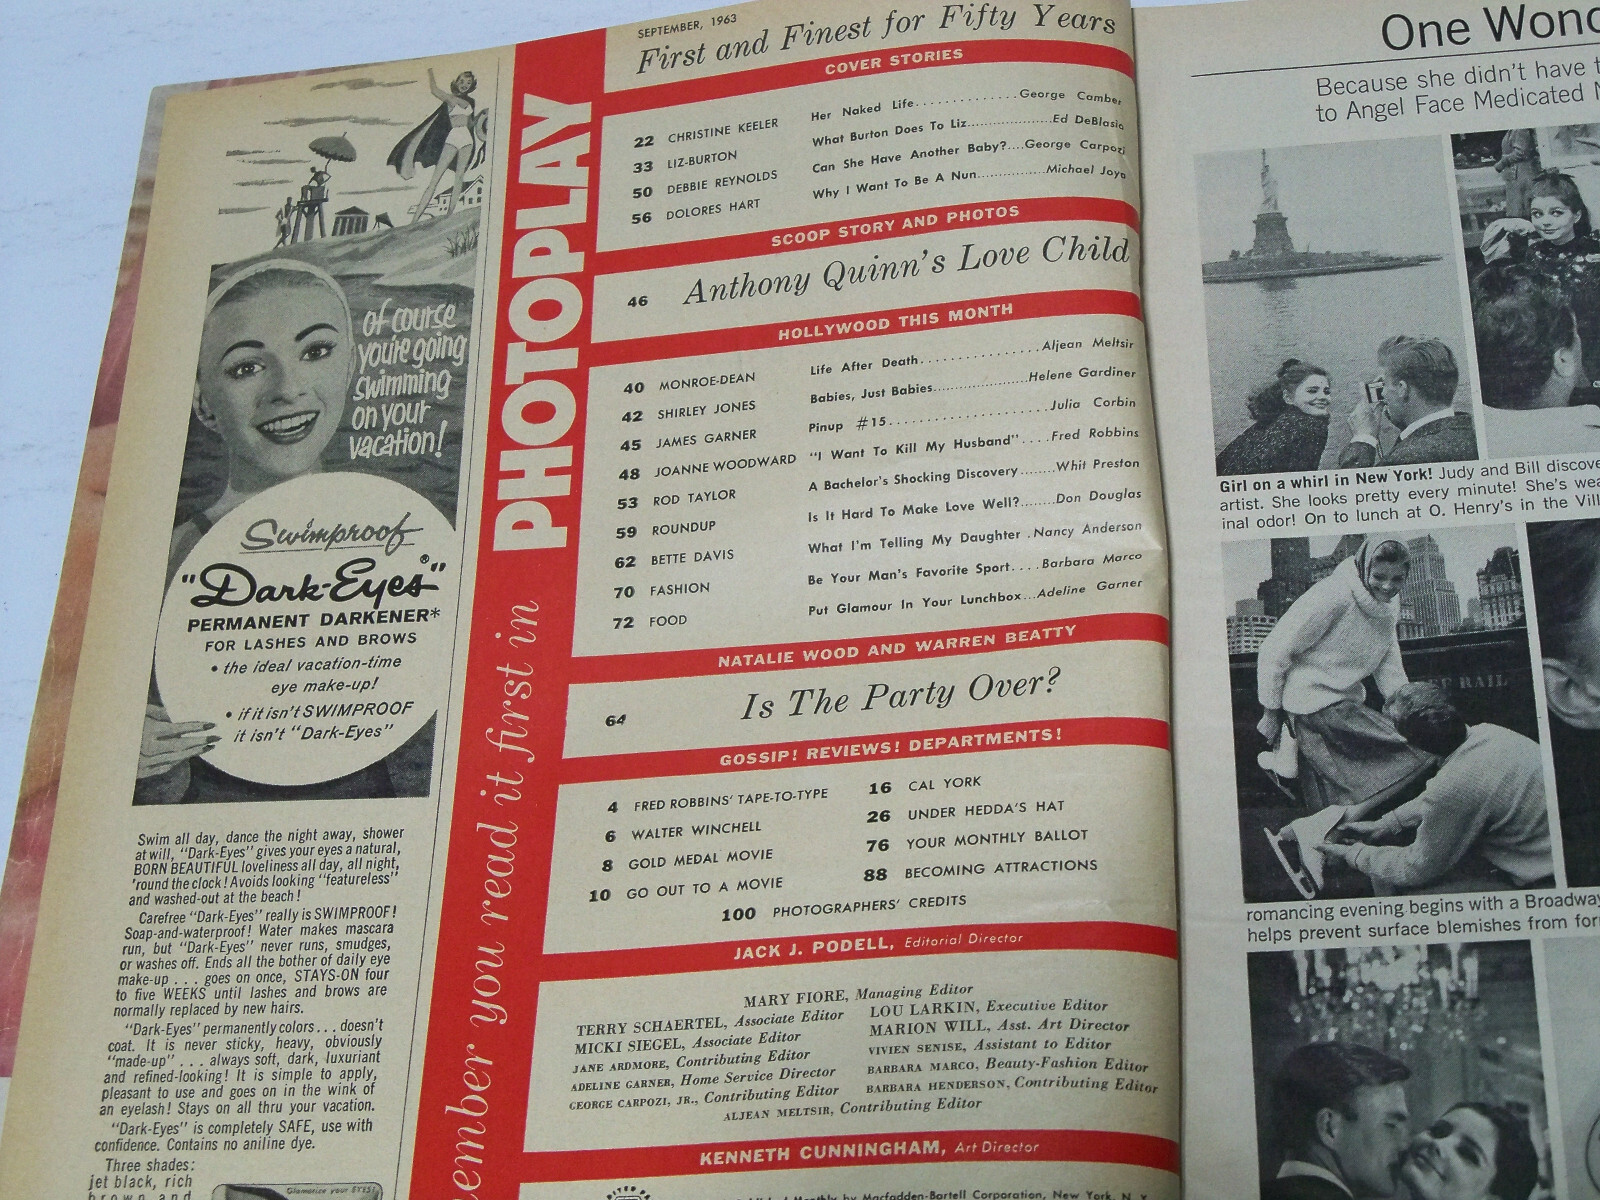 of course
you're going
swimming
on your
vacation!
Swimproof
"Dark-Eyes"®
PERMANENT DARKENER*
FOR LASHES AND BROWS
• the ideal vacation-time
eye make-up!
• if it isn't SWIMPROOF
it isn't "Dark-Eyes"
Swim all day, dance the night away, shower
at will, "Dark-Eyes" gives your eyes a natural,
BORN BEAUTIFUL loveliness all day, all night,
'round the clock! Avoids looking "featureless"
and washed-out at the beach!
Carefree "Dark-Eyes" really is SWIMPROOF!
Soap-and-waterproof! Water makes mascara
run, but "Dark-Eyes" never runs, smudges,
or washes off. Ends all the bother of daily eye
make-up . . . goes on once, STAYS-ON four
to five WEEKS until lashes and brows are
normally replaced by new hairs.
"Dark-Eyes" permanently colors . . . doesn't
coat. It is never sticky, heavy, obviously
"made-up" . . . always soft, dark, luxuriant
and refined-looking! It is simple to apply,
pleasant to use and goes on in the wink of
an eyelash! Stays on all thru your vacation.
"Dark-Eyes" is completely SAFE, use with
confidence. Contains no aniline dye.
Three shades:
jet black, rich
brown and
Glamorize your EYES!
ember you read it first in PHOTOPLAY
SEPTEMBER, 1963
First and Finest for Fifty Years
COVER STORIES
22 CHRISTINE KEELER Her Naked Life..............George Camber
33 LIZ-BURTON What Burton Does To Liz....................Ed DeBlasio
50 DEBBIE REYNOLDS Can She Have Another Baby?....George Carpozi
56 DOLORES HART Why I Want To Be A Nun................Michael Joya
SCOOP STORY AND PHOTOS
46 Anthony Quinn's Love Child
HOLLYWOOD THIS MONTH
40 MONROE-DEAN Life After Death................Aljean Meltsir
42 SHIRLEY JONES Babies, Just Babies.......................Helene Gardiner
45 JAMES GARNER Pinup #15....................Julia Corbin
48 JOANNE WOODWARD "I Want To Kill My Husband"....Fred Robbins
53 ROD TAYLOR A Bachelor's Shocking Discovery........Whit Preston
59 ROUNDUP Is It Hard To Make Love Well?........Don Douglas
62 BETTE DAVIS What I'm Telling My Daughter .Nancy Anderson
70 FASHION Be Your Man's Favorite Sport....Barbara Marco
72 FOOD Put Glamour In Your Lunchbox...Adeline Garner
NATALIE WOOD AND WARREN BEATTY
64 Is The Party Over?
GOSSIP! REVIEWS! DEPARTMENTS!
4 FRED ROBBINS' TAPE-TO-TYPE
6 WALTER WINCHELL
8 GOLD MEDAL MOVIE
10 GO OUT TO A MOVIE
16 CAL YORK
26 UNDER HEDDA'S HAT
76 YOUR MONTHLY BALLOT
88 BECOMING ATTRACTIONS
100 PHOTOGRAPHERS' CREDITS
JACK J. PODELL, Editorial Director
MARY FIORE, Managing Editor
TERRY SCHAERTEL, Associate Editor
MICKI SIEGEL, Associate Editor
JANE ARDMORE, Contributing Editor
ADELINE GARNER, Home Service Director
GEORGE CARPOZI, JR., Contributing Editor
LOU LARKIN, Executive Editor
MARION WILL, Asst. Art Director
VIVIEN SENISE, Assistant to Editor
BARBARA MARCO, Beauty-Fashion Editor
BARBARA HENDERSON, Contributing Editor
ALJEAN MELTSIR, Contributing Editor
KENNETH CUNNINGHAM, Art Director
Monthly by Macfadden-Bartell Corporation, New York, N. Y.
One Won
Because she didn't have t
to Angel Face Medicated
Girl on a whirl in New York! Judy and Bill discove
artist. She looks pretty every minute! She's wea
inal odor! On to lunch at O. Henry's in the Vill
RAIL
romancing evening begins with a Broadway
helps prevent surface blemishes from for